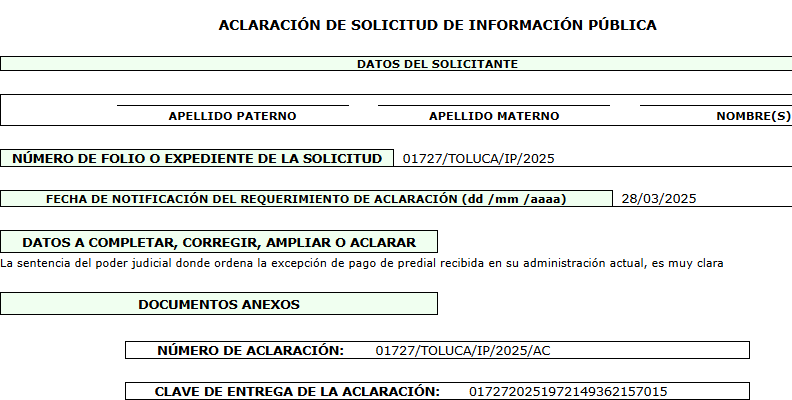 ACLARACIÓN DE SOLICITUD DE INFORMACIÓN PÚBLICA
DATOS DEL SOLICITANTE
APELLIDO PATERNO APELLIDO MATERNO NOMBRE(S)
NÚMERO DE FOLIO O EXPEDIENTE DE LA SOLICITUD 01727/TOLUCA/IP/2025
FECHA DE NOTIFICACIÓN DEL REQUERIMIENTO DE ACLARACIÓN (dd /mm /aaaa) 28/03/2025
DATOS A COMPLETAR, CORREGIR, AMPLIAR O ACLARAR
La sentencia del poder judicial donde ordena la excepción de pago de predial recibida en su administración actual, es muy clara
DOCUMENTOS ANEXOS
NÚMERO DE ACLARACIÓN: 01727/TOLUCA/IP/2025/AC
CLAVE DE ENTREGA DE LA ACLARACIÓN: 0172720251972149362157015